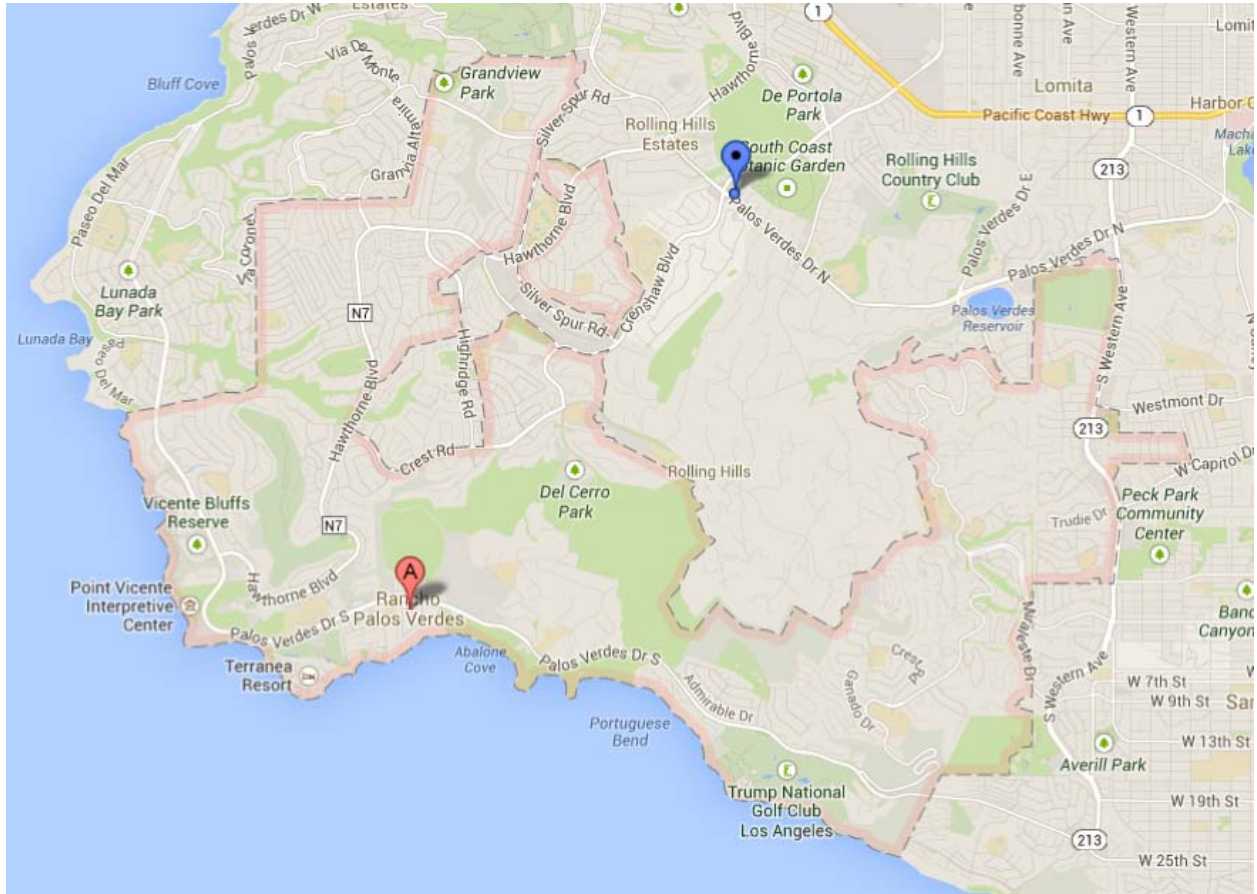 Palos Verdes Dr W
Estates
Via Del Monte
Bluff Cove
Grandview
Park
Silver Spur Rd
Hawthorne Blvd
De Portola
Park
1
Western Ave
Lomita
Lomita
Pacific Coast Hwy
1
Harbor
213
Rolling Hills
Estates
South Coast
Botanic Garden
Rolling Hills
Country Club
Palos Verdes Dr E
Granvia Altamira
Paseo Del Mar
Via Coronel
Hawthorne Blvd
Palos Verdes Dr N
Palos Verdes Dr N
Lunada
Bay Park
N7
Silver Spur Rd
Crenshaw Blvd
Palos Verdes
Reservoir
S Western Ave
Lunada Bay
Paseo
Del Mar
Highridge Rd
Hawthorne Blvd
Westmont Dr
213
Crest Rd
Rolling Hills
W Capitol Dr
Del Cerro
Park
Vicente Bluffs
Reserve
N7
Trudie Dr
Peck Park
Community
Center
A
Hawthorne Blvd
Point Vicente
Interpretive
Center
Rancho
Palos Verdes
Palos Verdes Dr S
Miraleste Dr
Abalone
Cove
Palos Verdes Dr S
Terranea
Resort
Crest Rd
Ganado Dr
Admirable Dr
S Western Ave
W 7th St
W 9th St
Portuguese
Bend
W 13th St
Averill Park
Trump National
Golf Club
Los Angeles
W 19th St
213
W 25th St